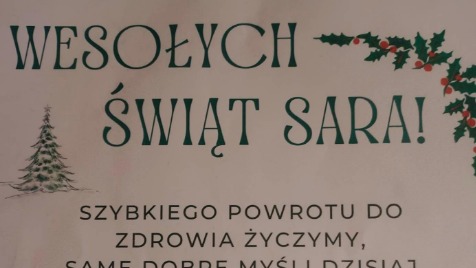 WESOŁYCH
ŚWIĄT SARA!
SZYBKIEGO POWROTU DO
ZDROWIA ŻYCZYMY,
SAME DOBRE MYŚLI DZISIAJ